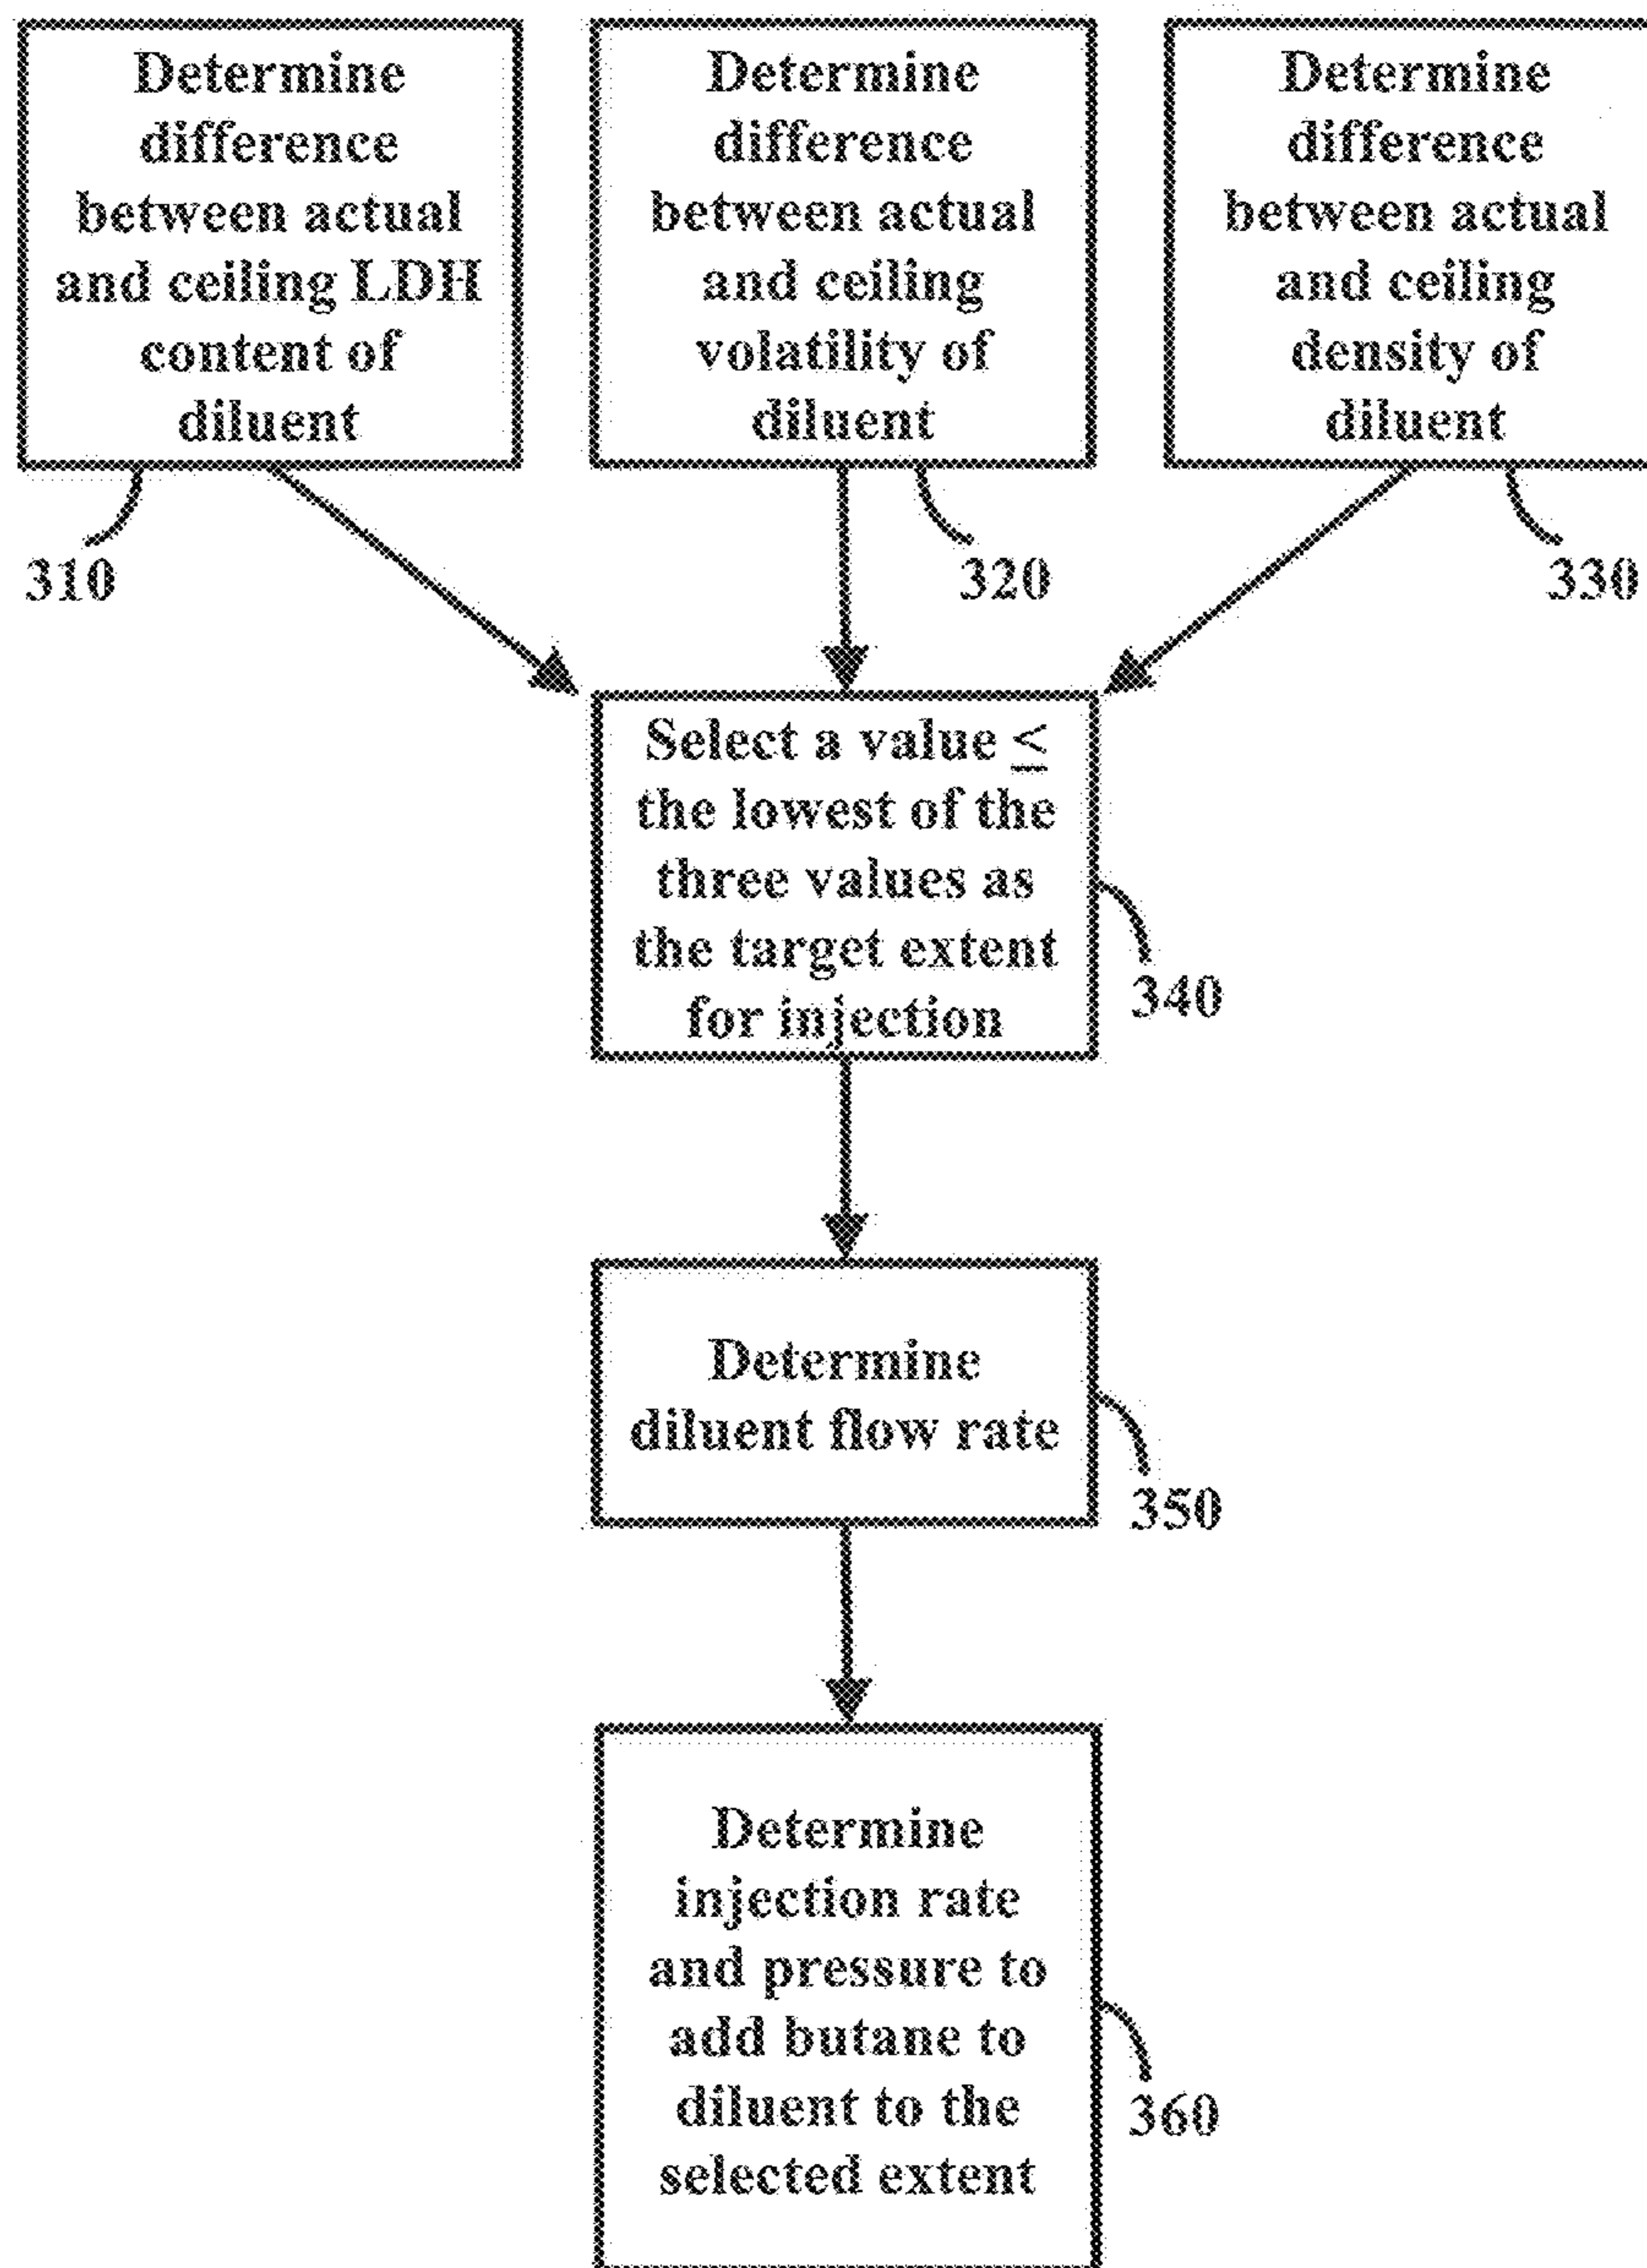 Determine
difference
between actual
and ceiling LDH
content of
diluent
310
Determine
difference
between actual
and ceiling
volatility of
diluent
320
Determine
difference
between actual
and ceiling
density of
diluent
330
Select a value ≤
the lowest of the
three values as
the target extent
for injection
340
Determine
diluent flow rate
350
Determine
injection rate
and pressure to
add butane to
diluent to the
selected extent
360